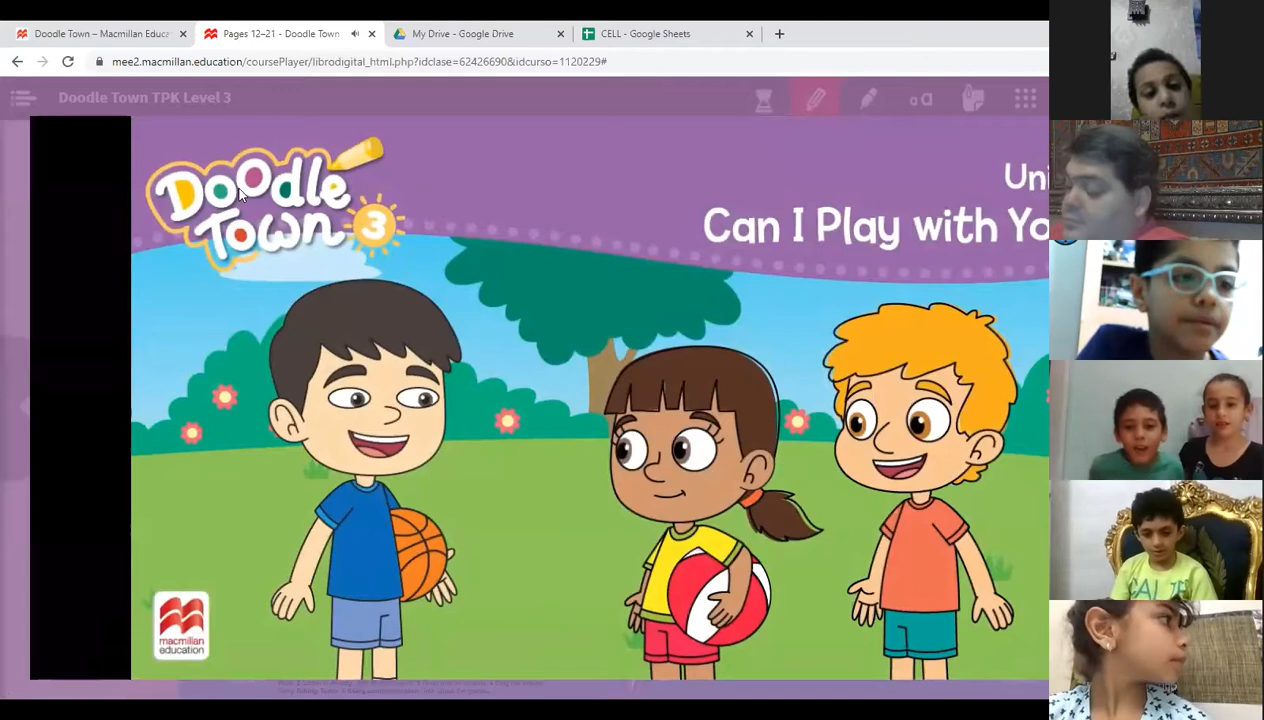 Doodle Town – Macmillan Educa
Pages 12–21 - Doodle Town
My Drive - Google Drive
CELL - Google Sheets
mee2.macmillan.education/coursePlayer/librodigital_html.php?idclase=62426690&idcurso=1120229#
Doodle Town TPK Level 3
aa
Doodle
Town 3
Uni
Can I Play with Yo
macmillan
education